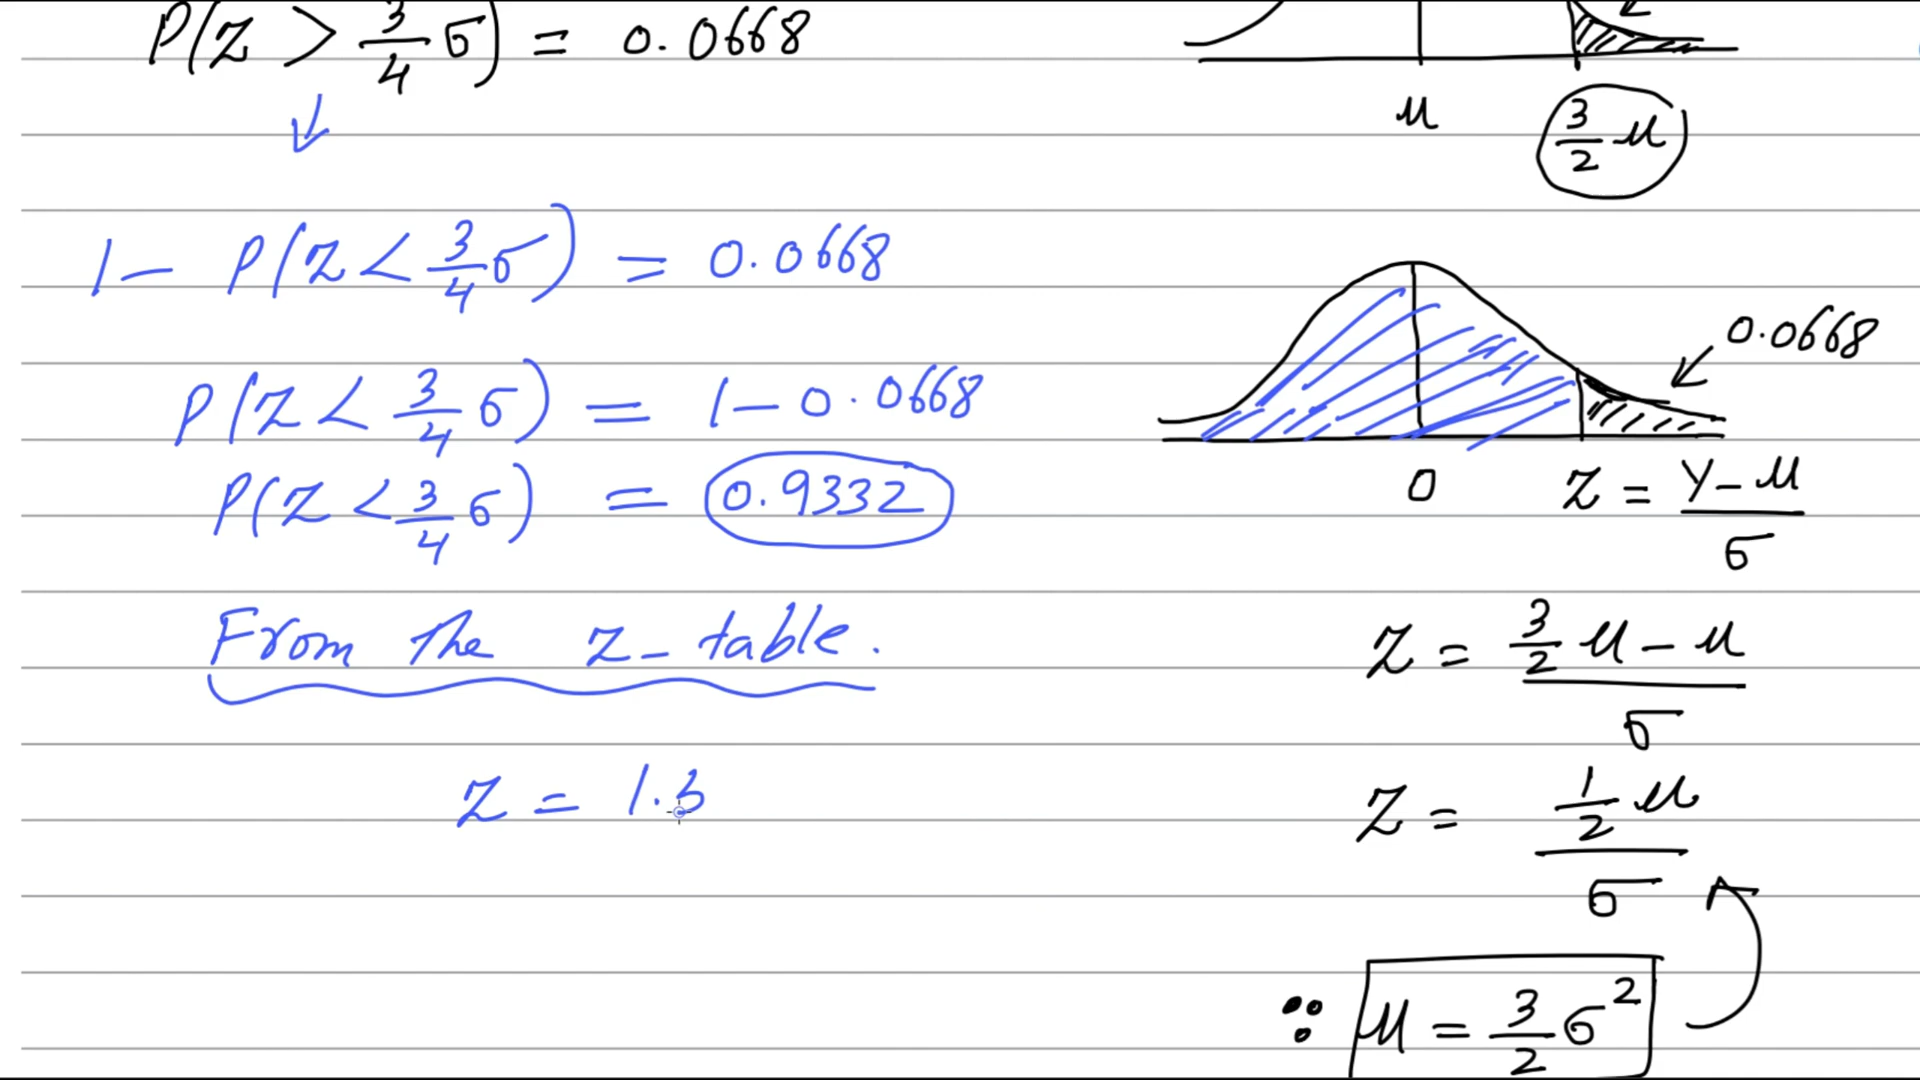 P(Z > 3/4 σ) = 0.0668
1 - P(Z < 3/4 σ) = 0.0668
P(Z < 3/4 σ) = 1 - 0.0668
P(Z < 3/4 σ) = 0.9332
From the Z-table.
Z = 1.5
μ
3/2 μ
0.0668
0
Z = (Y - μ)/σ
Z = (3/2 μ - μ)/σ
Z = (1/2 μ)/σ
∵ μ = 3/2 σ²